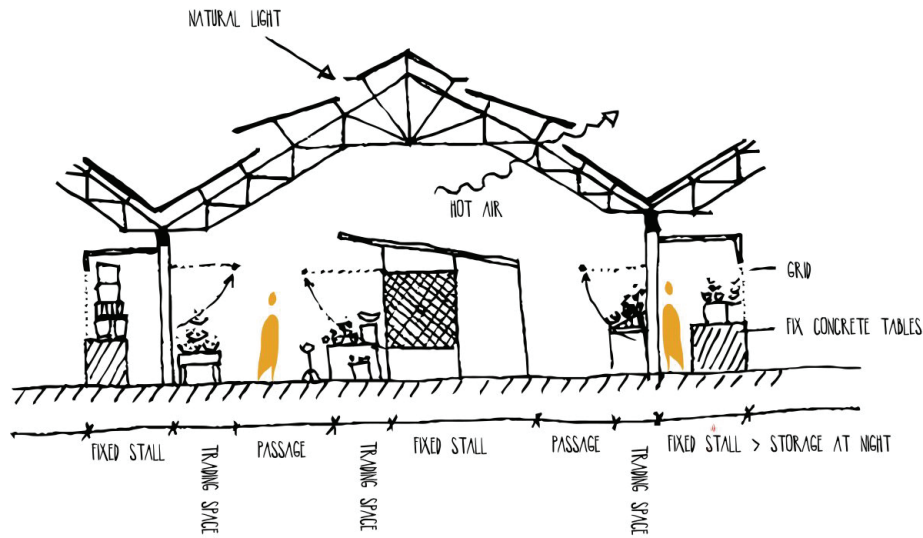 NATURAL LIGHT
HOT AIR
GRID
FIX CONCRETE TABLES
FIXED STALL
TRADING SPACE
PASSAGE
TRADING SPACE
FIXED STALL
PASSAGE
TRADING SPACE
FIXED STALL > STORAGE AT NIGHT